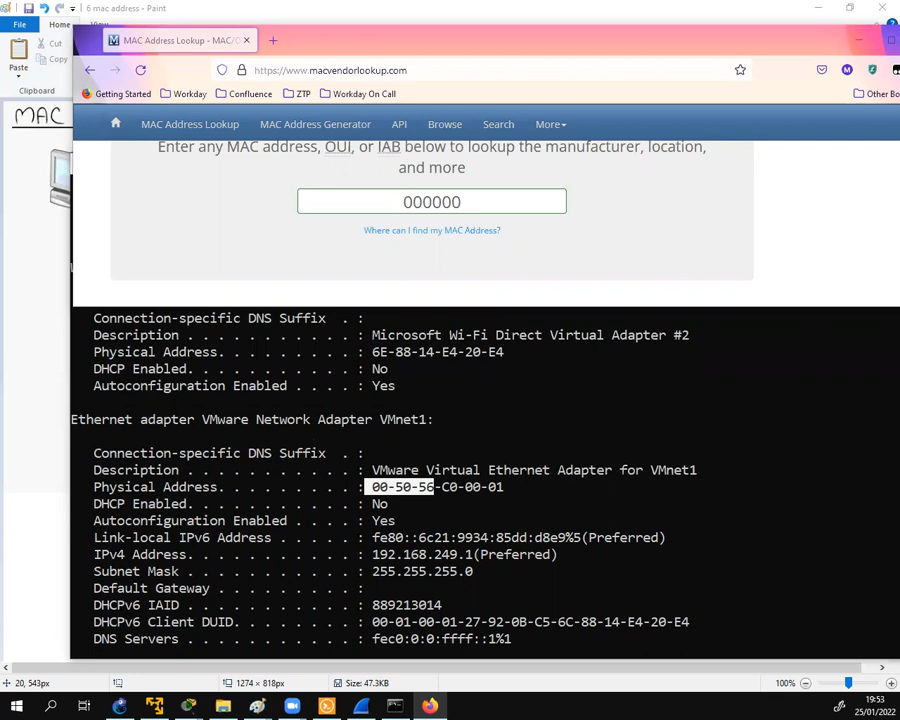 6 mac address - Paint
File
Home
Cut
Copy
Paste
Clipboard
MAC
MAC Address Lookup - MAC/O
https://www.macvendorlookup.com
Getting Started
Workday
Confluence
ZTP
Workday On Call
Other Bo
MAC Address Lookup
MAC Address Generator
API
Browse
Search
More
Enter any MAC address, OUI, or IAB below to lookup the manufacturer, location,
and more
000000
Where can I find my MAC Address?
Connection-specific DNS Suffix . :
Description . . . . . . . . . . . : Microsoft Wi-Fi Direct Virtual Adapter #2
Physical Address. . . . . . . . . : 6E-88-14-E4-20-E4
DHCP Enabled. . . . . . . . . . . : No
Autoconfiguration Enabled . . . . : Yes
Ethernet adapter VMware Network Adapter VMnet1:
Connection-specific DNS Suffix . :
Description . . . . . . . . . . . : VMware Virtual Ethernet Adapter for VMnet1
Physical Address. . . . . . . . . : 00-50-56-C0-00-01
DHCP Enabled. . . . . . . . . . . : No
Autoconfiguration Enabled . . . . : Yes
Link-local IPv6 Address . . . . . : fe80::6c21:9934:85dd:d8e9%5(Preferred)
IPv4 Address. . . . . . . . . . . : 192.168.249.1(Preferred)
Subnet Mask . . . . . . . . . . . : 255.255.255.0
Default Gateway . . . . . . . . . :
DHCPv6 IAID . . . . . . . . . . . : 889213014
DHCPv6 Client DUID. . . . . . . . : 00-01-00-01-27-92-0B-C5-6C-88-14-E4-20-E4
DNS Servers . . . . . . . . . . . : fec0:0:0:ffff::1%1
20, 543px
1274 × 818px
Size: 47.3KB
100%
19:53
25/01/2022